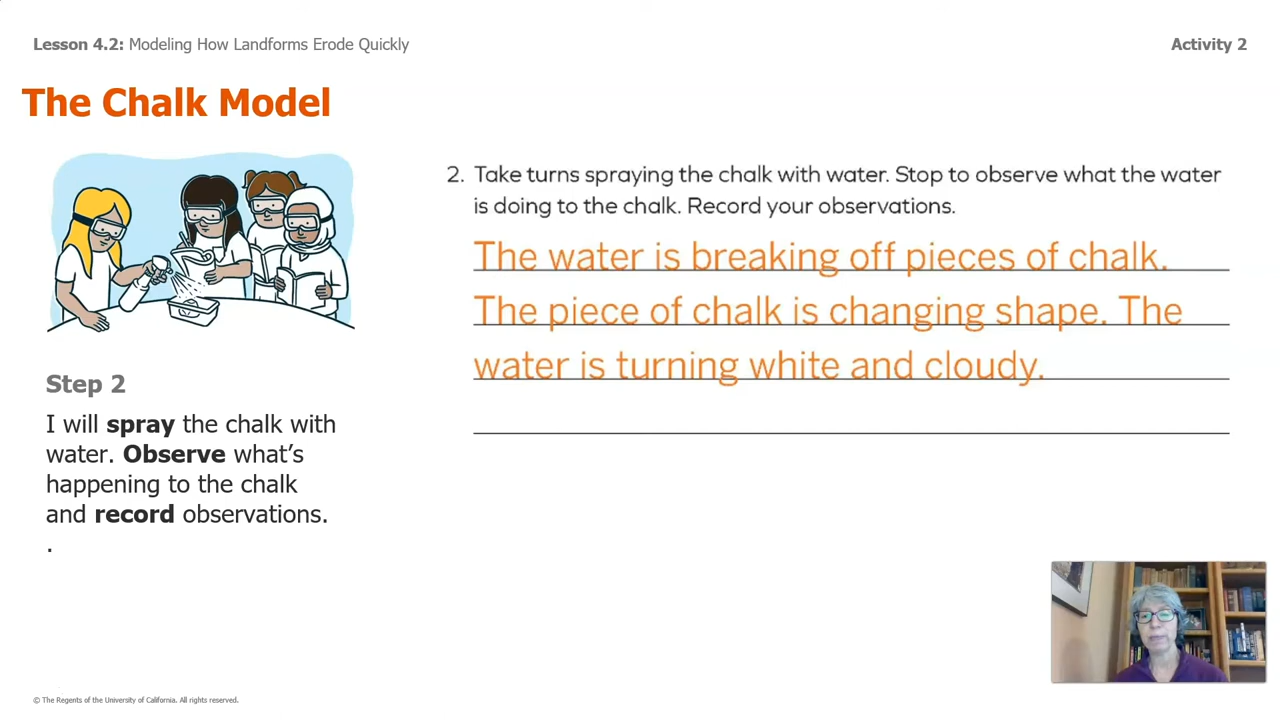 Lesson 4.2: Modeling How Landforms Erode Quickly
Activity 2
The Chalk Model
2. Take turns spraying the chalk with water. Stop to observe what the water
is doing to the chalk. Record your observations.
The water is breaking off pieces of chalk.
The piece of chalk is changing shape. The
water is turning white and cloudy.
Step 2
I will spray the chalk with
water. Observe what's
happening to the chalk
and record observations.
.
© The Regents of the University of California. All rights reserved.